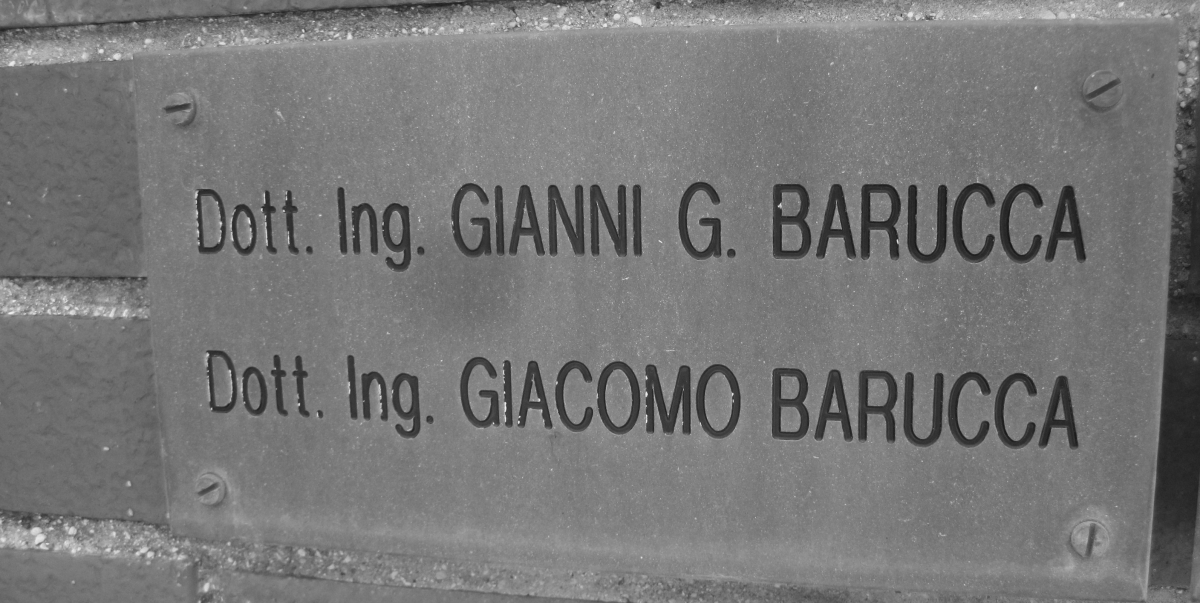 Dott. Ing. GIANNI G. BARUCCA
Dott. Ing. GIACOMO BARUCCA